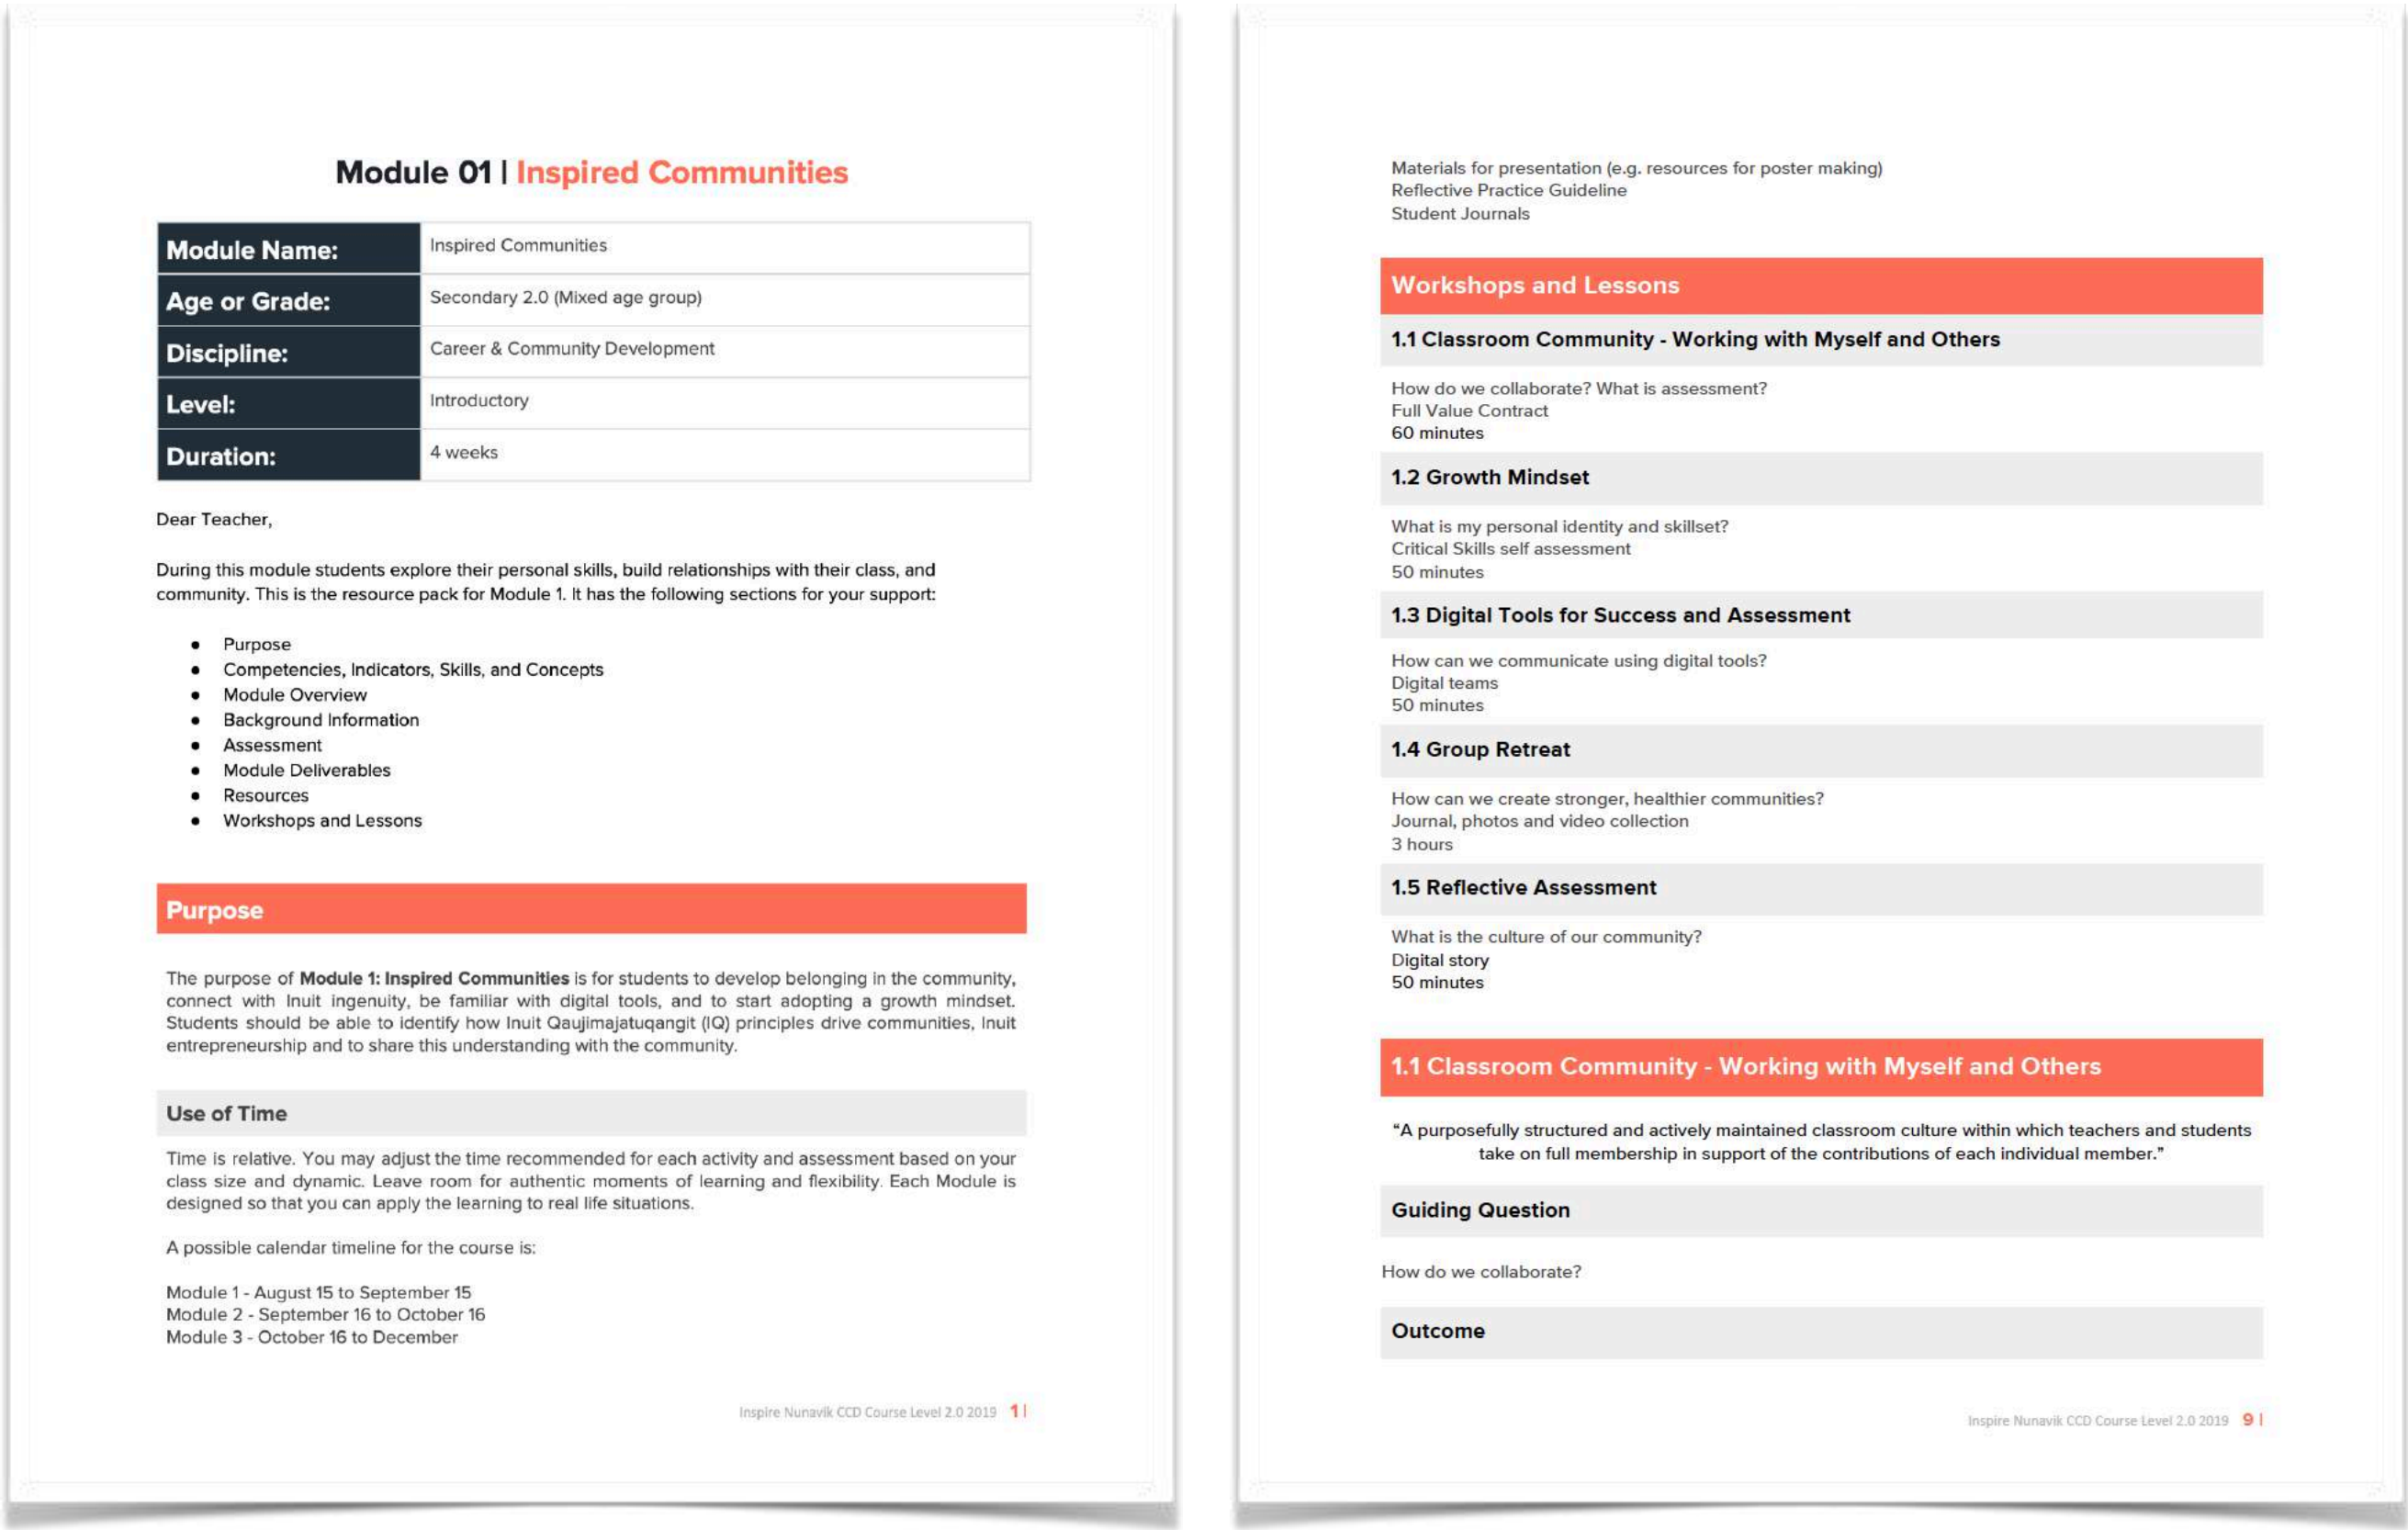 Module 01 | Inspired Communities
Module Name: Inspired Communities
Age or Grade: Secondary 2.0 (Mixed age group)
Discipline: Career & Community Development
Level: Introductory
Duration: 4 weeks
Dear Teacher,
During this module students explore their personal skills, build relationships with their class, and
community. This is the resource pack for Module 1. It has the following sections for your support:
• Purpose
• Competencies, Indicators, Skills, and Concepts
• Module Overview
• Background Information
• Assessment
• Module Deliverables
• Resources
• Workshops and Lessons
Purpose
The purpose of Module 1: Inspired Communities is for students to develop belonging in the community,
connect with Inuit ingenuity, be familiar with digital tools, and to start adopting a growth mindset.
Students should be able to identify how Inuit Qaujimajatuqangit (IQ) principles drive communities, Inuit
entrepreneurship and to share this understanding with the community.
Use of Time
Time is relative. You may adjust the time recommended for each activity and assessment based on your
class size and dynamic. Leave room for authentic moments of learning and flexibility. Each Module is
designed so that you can apply the learning to real life situations.
A possible calendar timeline for the course is:
Module 1 - August 15 to September 15
Module 2 - September 16 to October 16
Module 3 - October 16 to December
Inspire Nunavik CCD Course Level 2.0 2019 1 |
Materials for presentation (e.g. resources for poster making)
Reflective Practice Guideline
Student Journals
Workshops and Lessons
1.1 Classroom Community - Working with Myself and Others
How do we collaborate? What is assessment?
Full Value Contract
60 minutes
1.2 Growth Mindset
What is my personal identity and skillset?
Critical Skills self assessment
50 minutes
1.3 Digital Tools for Success and Assessment
How can we communicate using digital tools?
Digital teams
50 minutes
1.4 Group Retreat
How can we create stronger, healthier communities?
Journal, photos and video collection
3 hours
1.5 Reflective Assessment
What is the culture of our community?
Digital story
50 minutes
1.1 Classroom Community - Working with Myself and Others
“A purposefully structured and actively maintained classroom culture within which teachers and students
take on full membership in support of the contributions of each individual member.”
Guiding Question
How do we collaborate?
Outcome
Inspire Nunavik CCD Course Level 2.0 2019 9 |